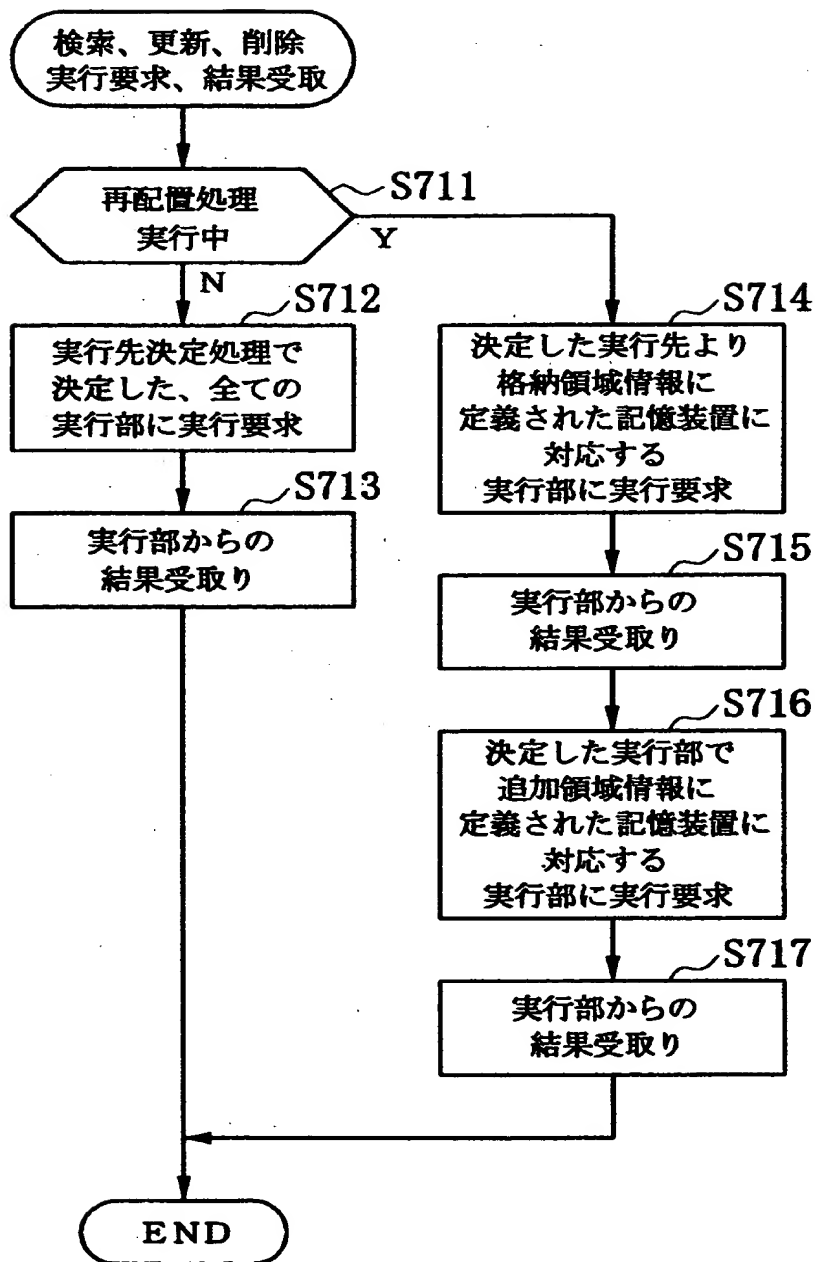 検索、更新、削除
実行要求、結果受取
再配置処理
実行中
S711
Y
N
S712
実行先決定処理で
決定した、全ての
実行部に実行要求
S713
実行部からの
結果受取り
S714
決定した実行先より
格納領域情報に
定義された記憶装置に
対応する
実行部に実行要求
S715
実行部からの
結果受取り
S716
決定した実行部で
追加領域情報に
定義された記憶装置に
対応する
実行部に実行要求
S717
実行部からの
結果受取り
END